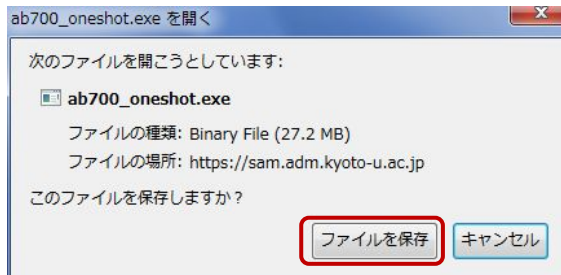 ab700_oneshot.exe を開く
次のファイルを開こうとしています:
ab700_oneshot.exe
ファイルの種類: Binary File (27.2 MB)
ファイルの場所: https://sam.adm.kyoto-u.ac.jp
このファイルを保存しますか？
ファイルを保存 キャンセル